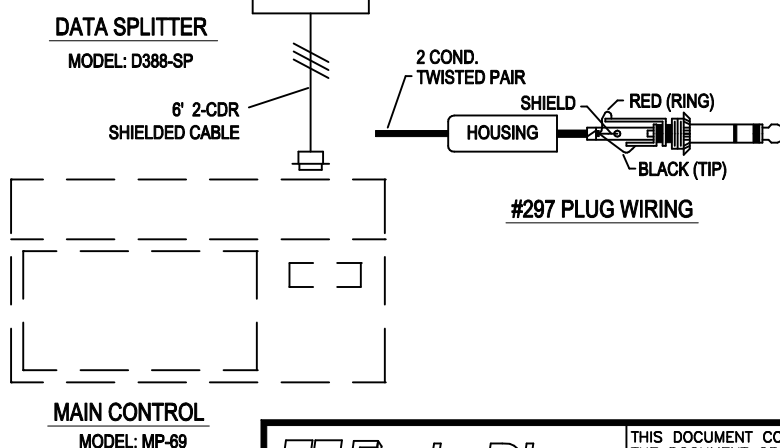 DATA SPLITTER
MODEL: D388-SP
6' 2-CDR
SHIELDED CABLE
2 COND.
TWISTED PAIR
SHIELD
RED (RING)
HOUSING
BLACK (TIP)
#297 PLUG WIRING
MAIN CONTROL
MODEL: MP-69
THIS DOCUMENT